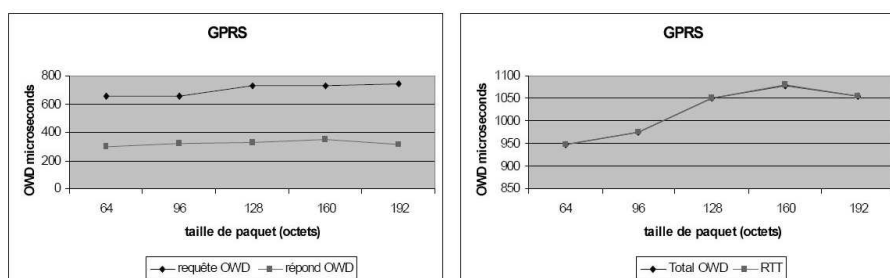 GPRS
OWD microseconds
800
600
400
200
0
64 96 128 160 192
taille de paquet (octets)
requête OWD répond OWD
GPRS
OWD microseconds
1100
1050
1000
950
900
850
64 96 128 160 192
taille de paquet (octets)
Total OWD RTT